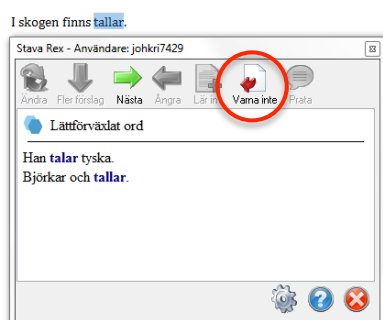 I skogen finns tallar.
Stava Rex - Användare: johkri7429
Ändra Fler förslag Nästa Ångra Lär in Varna inte Prata
Lättförväxlat ord
Han talar tyska.
Björkar och tallar.